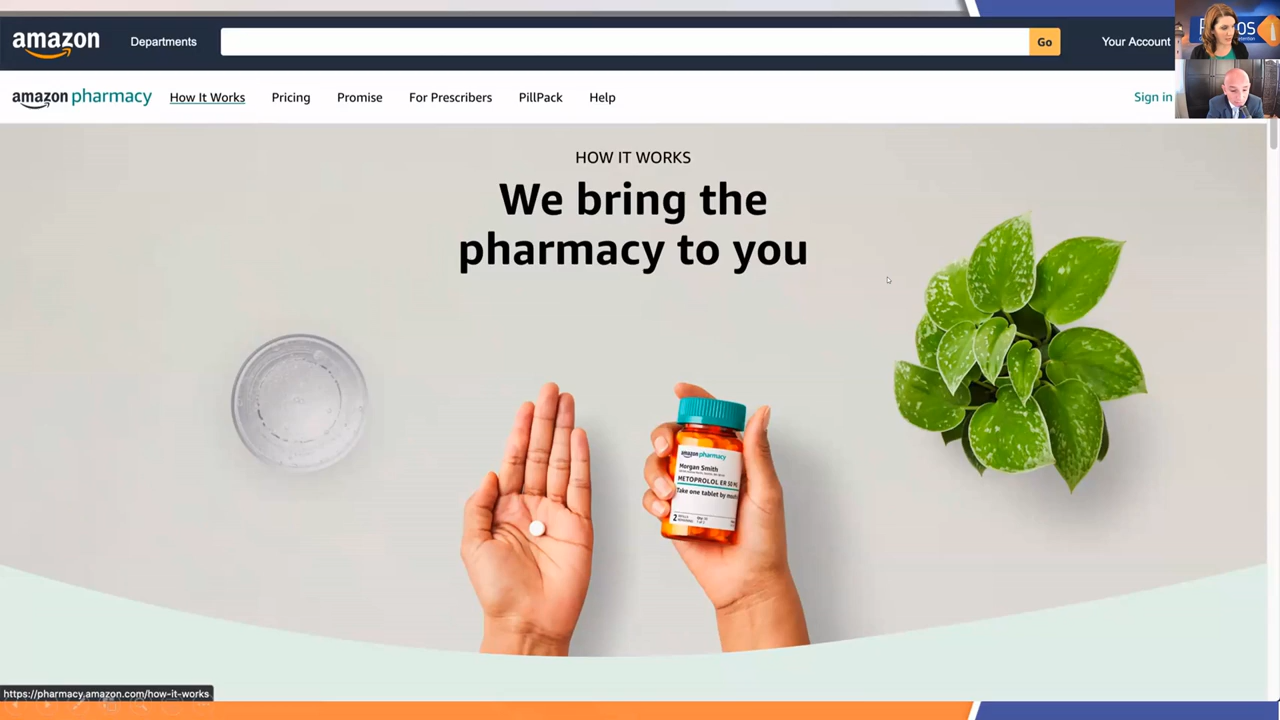 amazon
Departments
Go
Your Account
amazon pharmacy
How It Works
Pricing
Promise
For Prescribers
PillPack
Help
Sign in
HOW IT WORKS
We bring the
pharmacy to you
amazon pharmacy
Morgan Smith
METOPROLOL ER 50 MG
Take one tablet by
2
https://pharmacy.amazon.com/how-it-works